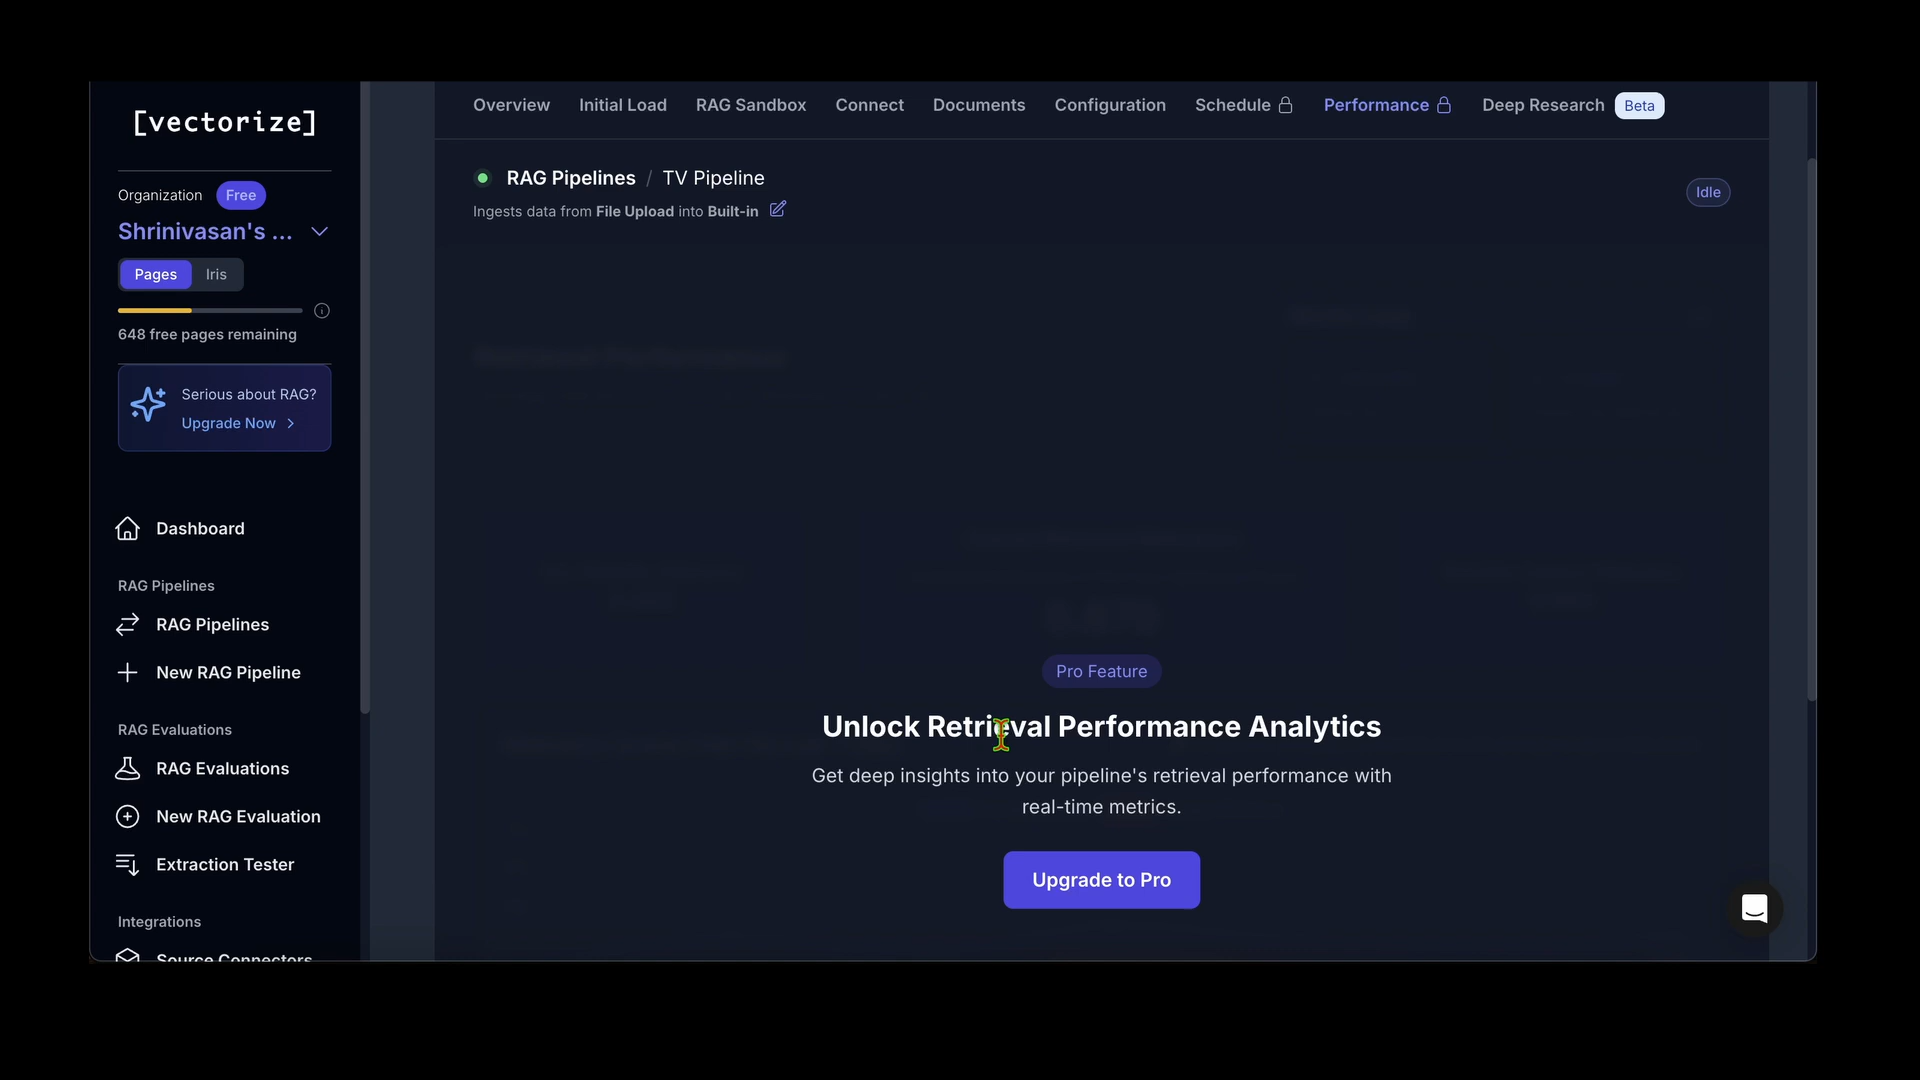 [vectorize]
Organization Free
Shrinivasan's ...
Pages Iris
648 free pages remaining
Serious about RAG?
Upgrade Now
Dashboard
RAG Pipelines
RAG Pipelines
New RAG Pipeline
RAG Evaluations
RAG Evaluations
New RAG Evaluation
Extraction Tester
Integrations
Source Connectors
Overview Initial Load RAG Sandbox Connect Documents Configuration Schedule Performance Deep Research Beta
RAG Pipelines / TV Pipeline
Ingests data from File Upload into Built-in
Idle
Pro Feature
Unlock Retrieval Performance Analytics
Get deep insights into your pipeline's retrieval performance with
real-time metrics.
Upgrade to Pro